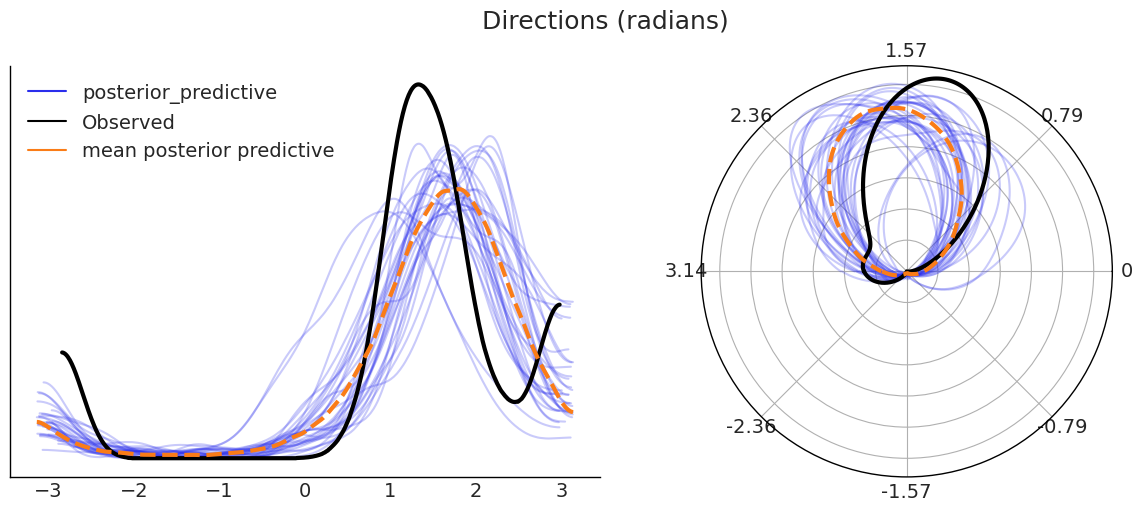 Directions (radians)
posterior_predictive
Observed
mean posterior predictive
−3 −2 −1 0 1 2 3
1.57
2.36 0.79
3.14 0
-2.36 -0.79
-1.57